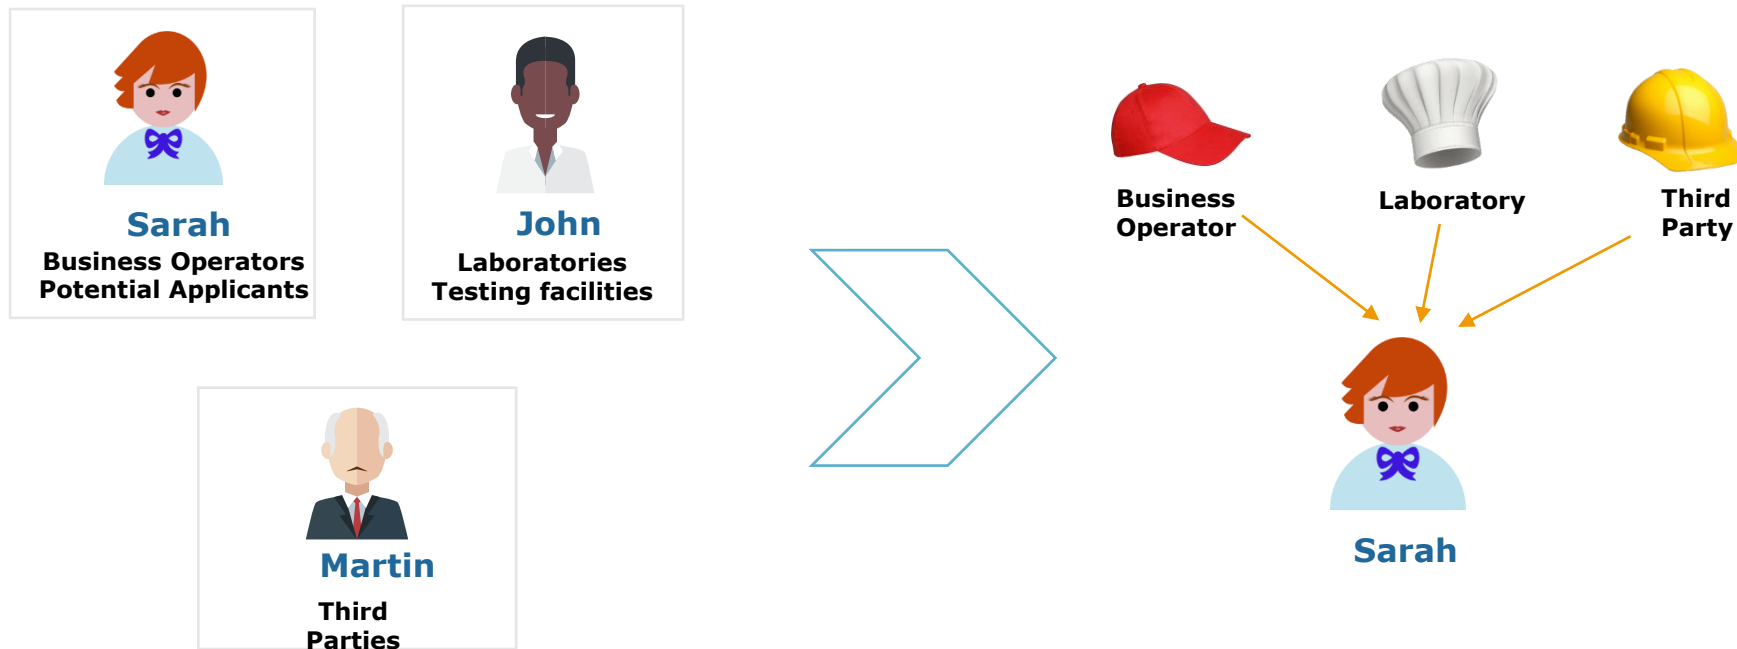 Sarah
Business Operators
Potential Applicants
John
Laboratories
Testing facilities
Martin
Third
Parties
Business
Operator
Laboratory
Third
Party
Sarah